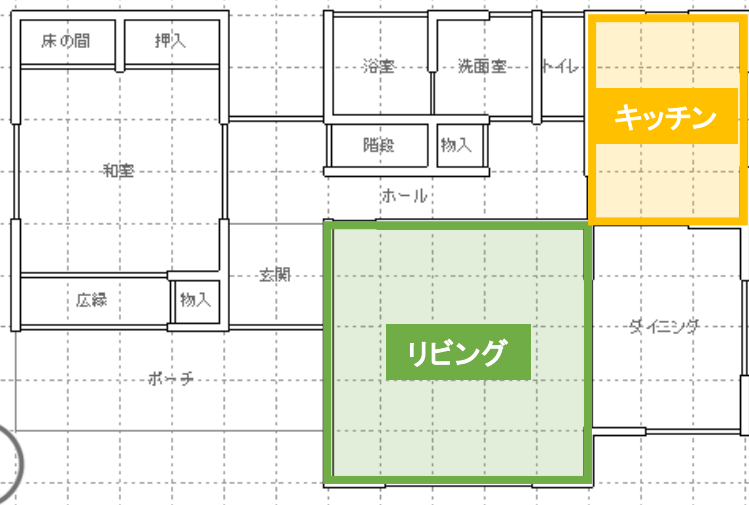 床の間
押入
浴室
洗面室
トイレ
キッチン
階段
物入
和室
ホール
玄関
広縁
物入
ダイニング
リビング
ポーチ